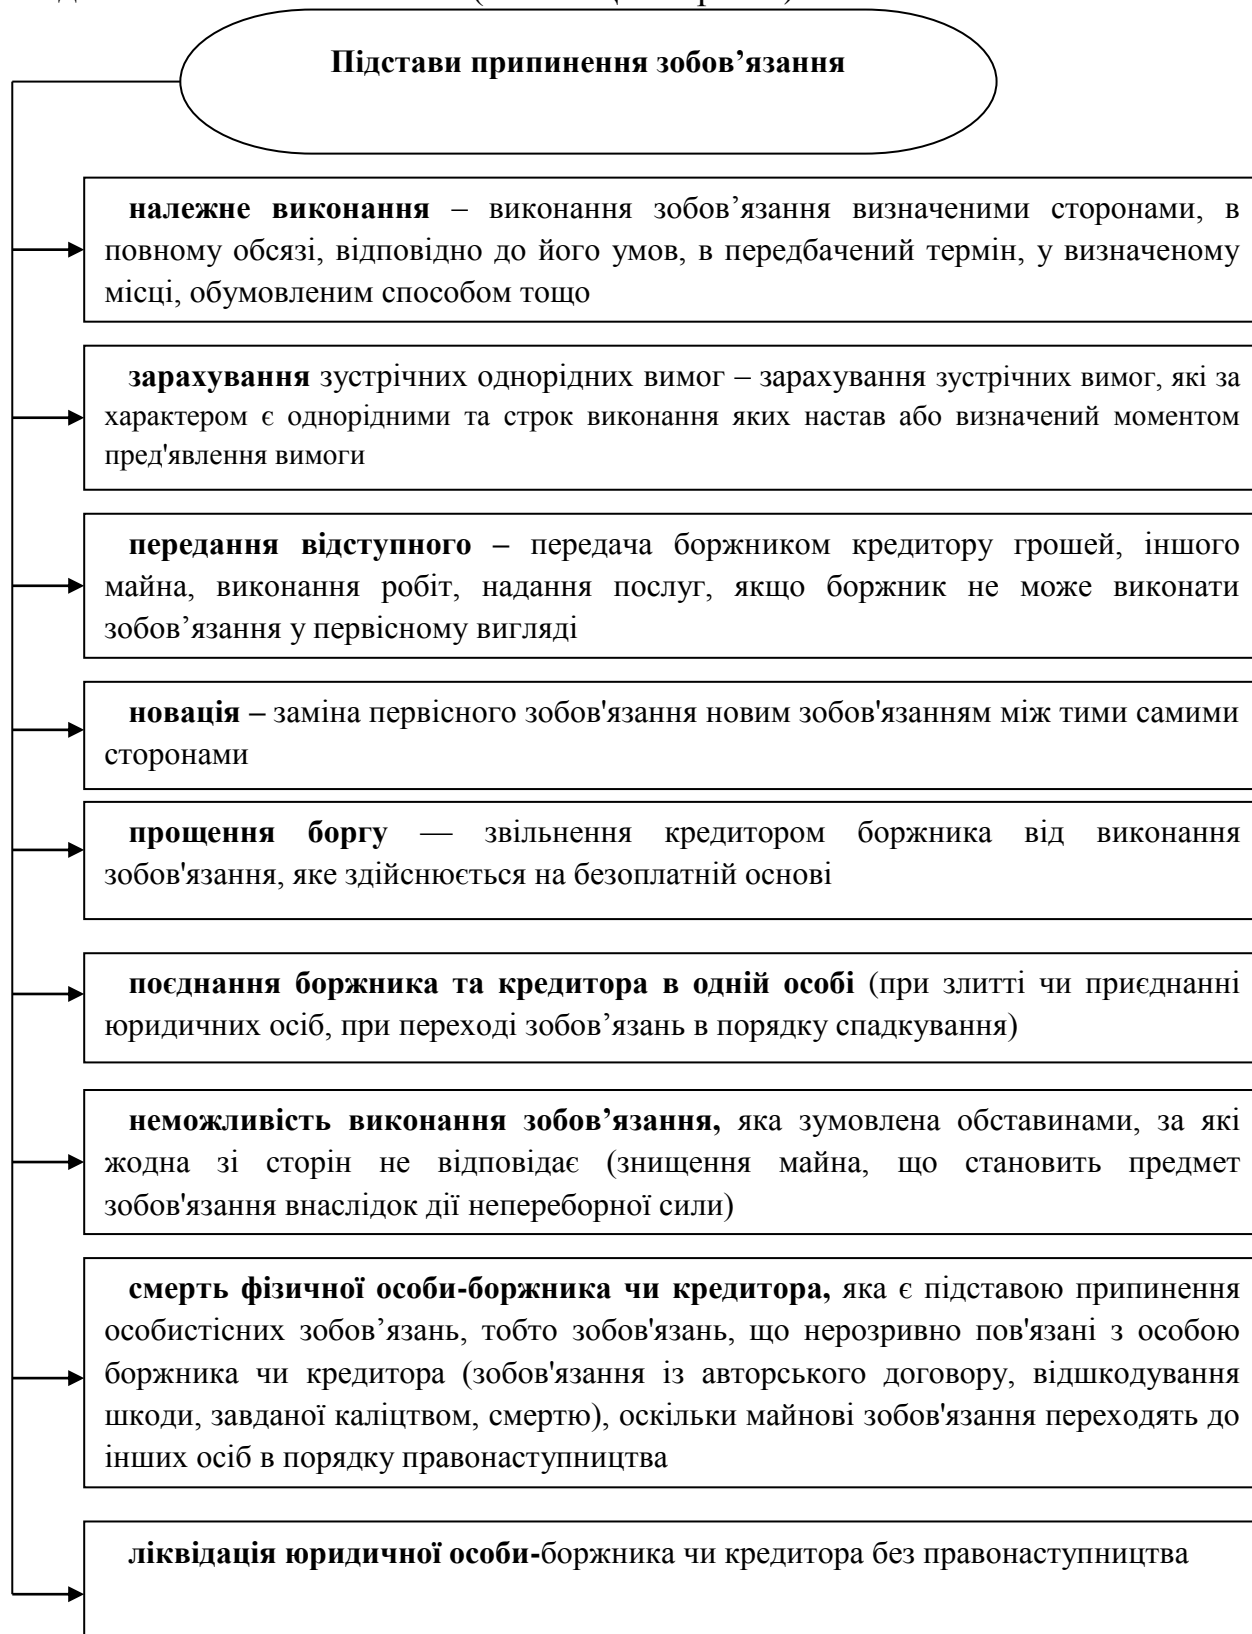 Підстави припинення зобов’язання
належне виконання – виконання зобов’язання визначеними сторонами, в
повному обсязі, відповідно до його умов, в передбачений термін, у визначеному
місці, обумовленим способом тощо
зарахування зустрічних однорідних вимог – зарахування зустрічних вимог, які за
характером є однорідними та строк виконання яких настав або визначений моментом
пред'явлення вимоги
передання відступного – передача боржником кредитору грошей, іншого
майна, виконання робіт, надання послуг, якщо боржник не може виконати
зобов’язання у первісному вигляді
новація – заміна первісного зобов'язання новим зобов'язанням між тими самими
сторонами
прощення боргу — звільнення кредитором боржника від виконання
зобов'язання, яке здійснюється на безоплатній основі
поєднання боржника та кредитора в одній особі (при злитті чи приєднанні
юридичних осіб, при переході зобов’язань в порядку спадкування)
неможливість виконання зобов’язання, яка зумовлена обставинами, за які
жодна зі сторін не відповідає (знищення майна, що становить предмет
зобов'язання внаслідок дії непереборної сили)
смерть фізичної особи-боржника чи кредитора, яка є підставою припинення
особистісних зобов’язань, тобто зобов'язань, що нерозривно пов'язані з особою
боржника чи кредитора (зобов'язання із авторського договору, відшкодування
шкоди, завданої каліцтвом, смертю), оскільки майнові зобов'язання переходять до
інших осіб в порядку правонаступництва
ліквідація юридичної особи-боржника чи кредитора без правонаступництва